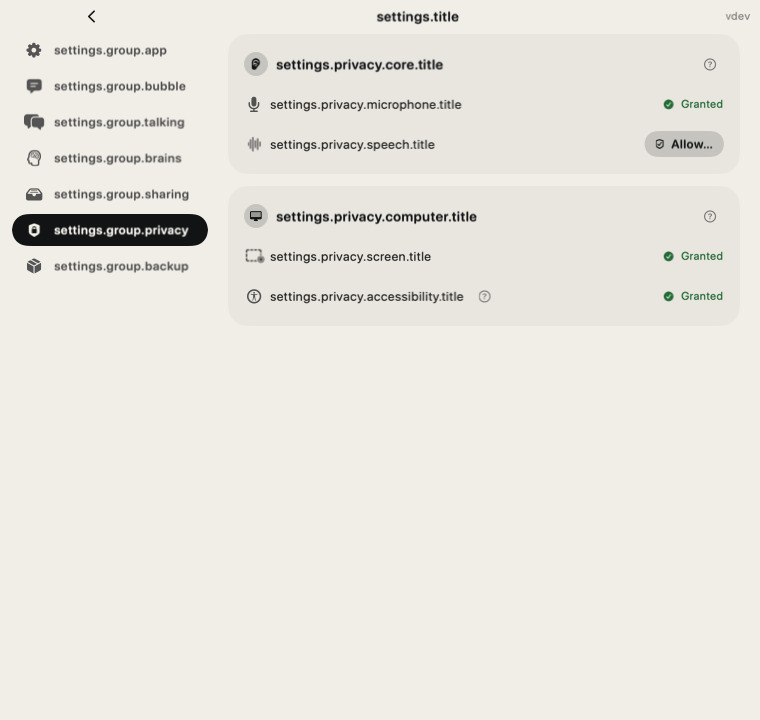 settings.title
vdev
settings.group.app
settings.group.bubble
settings.group.talking
settings.group.brains
settings.group.sharing
settings.group.privacy
settings.group.backup
settings.privacy.core.title
settings.privacy.microphone.title
Granted
settings.privacy.speech.title
Allow...
settings.privacy.computer.title
settings.privacy.screen.title
Granted
settings.privacy.accessibility.title
Granted